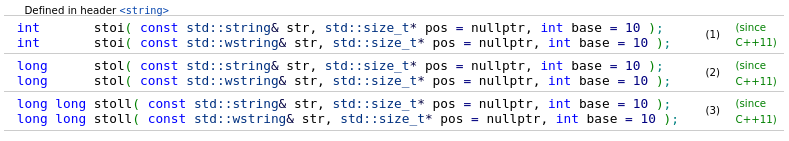 Defined in header <string>
int       stoi( const std::string& str, std::size_t* pos = nullptr, int base = 10 );
int       stoi( const std::wstring& str, std::size_t* pos = nullptr, int base = 10 );
(1)
(since
C++11)
long      stol( const std::string& str, std::size_t* pos = nullptr, int base = 10 );
long      stol( const std::wstring& str, std::size_t* pos = nullptr, int base = 10 );
(2)
(since
C++11)
long long stoll( const std::string& str, std::size_t* pos = nullptr, int base = 10 );
long long stoll( const std::wstring& str, std::size_t* pos = nullptr, int base = 10 );
(3)
(since
C++11)